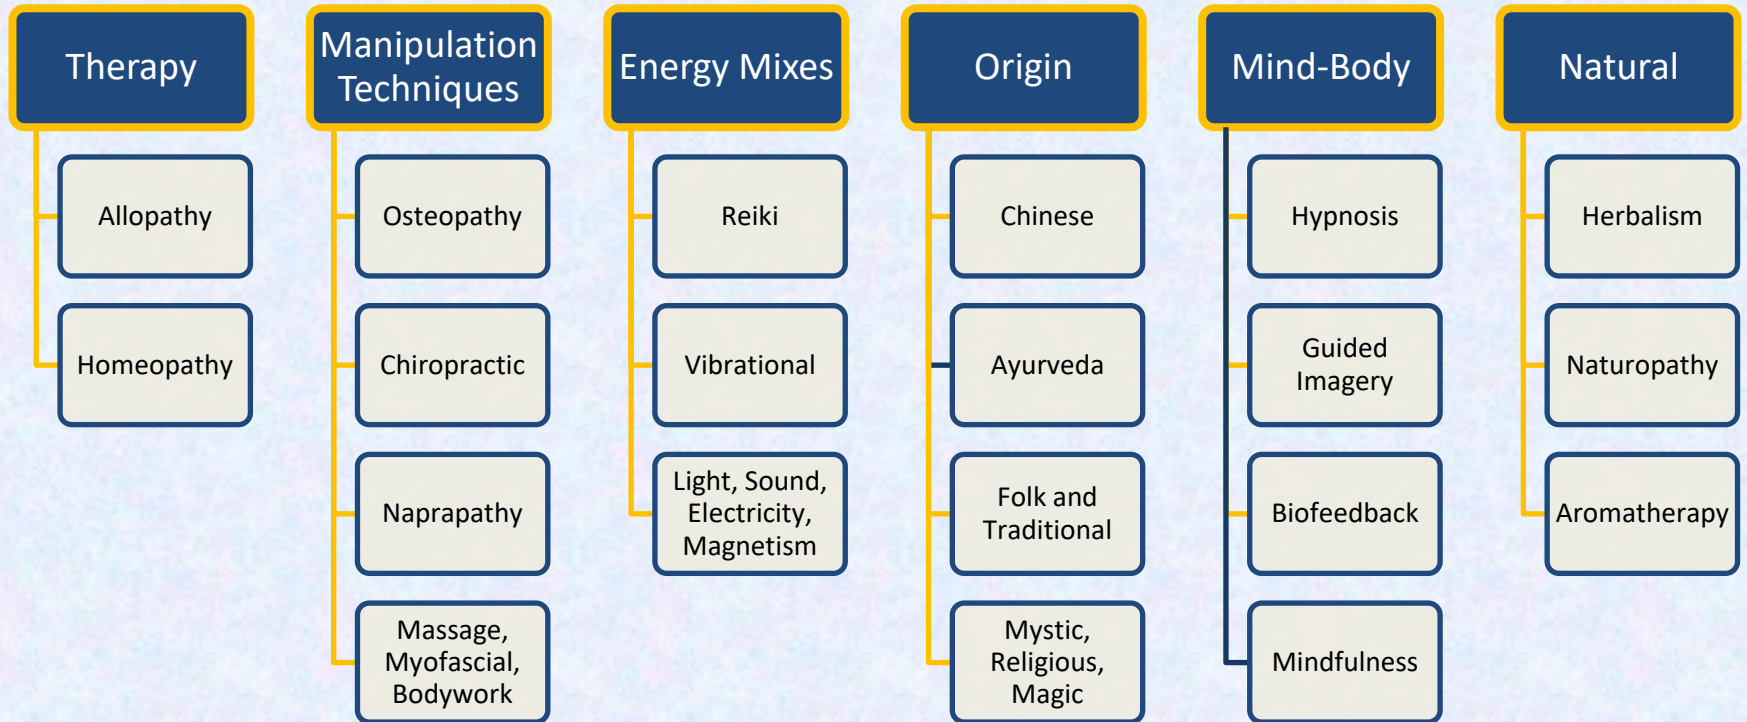 Therapy
Allopathy
Homeopathy
Manipulation
Techniques
Osteopathy
Chiropractic
Naprapathy
Massage,
Myofascial,
Bodywork
Energy Mixes
Reiki
Vibrational
Light, Sound,
Electricity,
Magnetism
Origin
Chinese
Ayurveda
Folk and
Traditional
Mystic,
Religious,
Magic
Mind-Body
Hypnosis
Guided
Imagery
Biofeedback
Mindfulness
Natural
Herbalism
Naturopathy
Aromatherapy